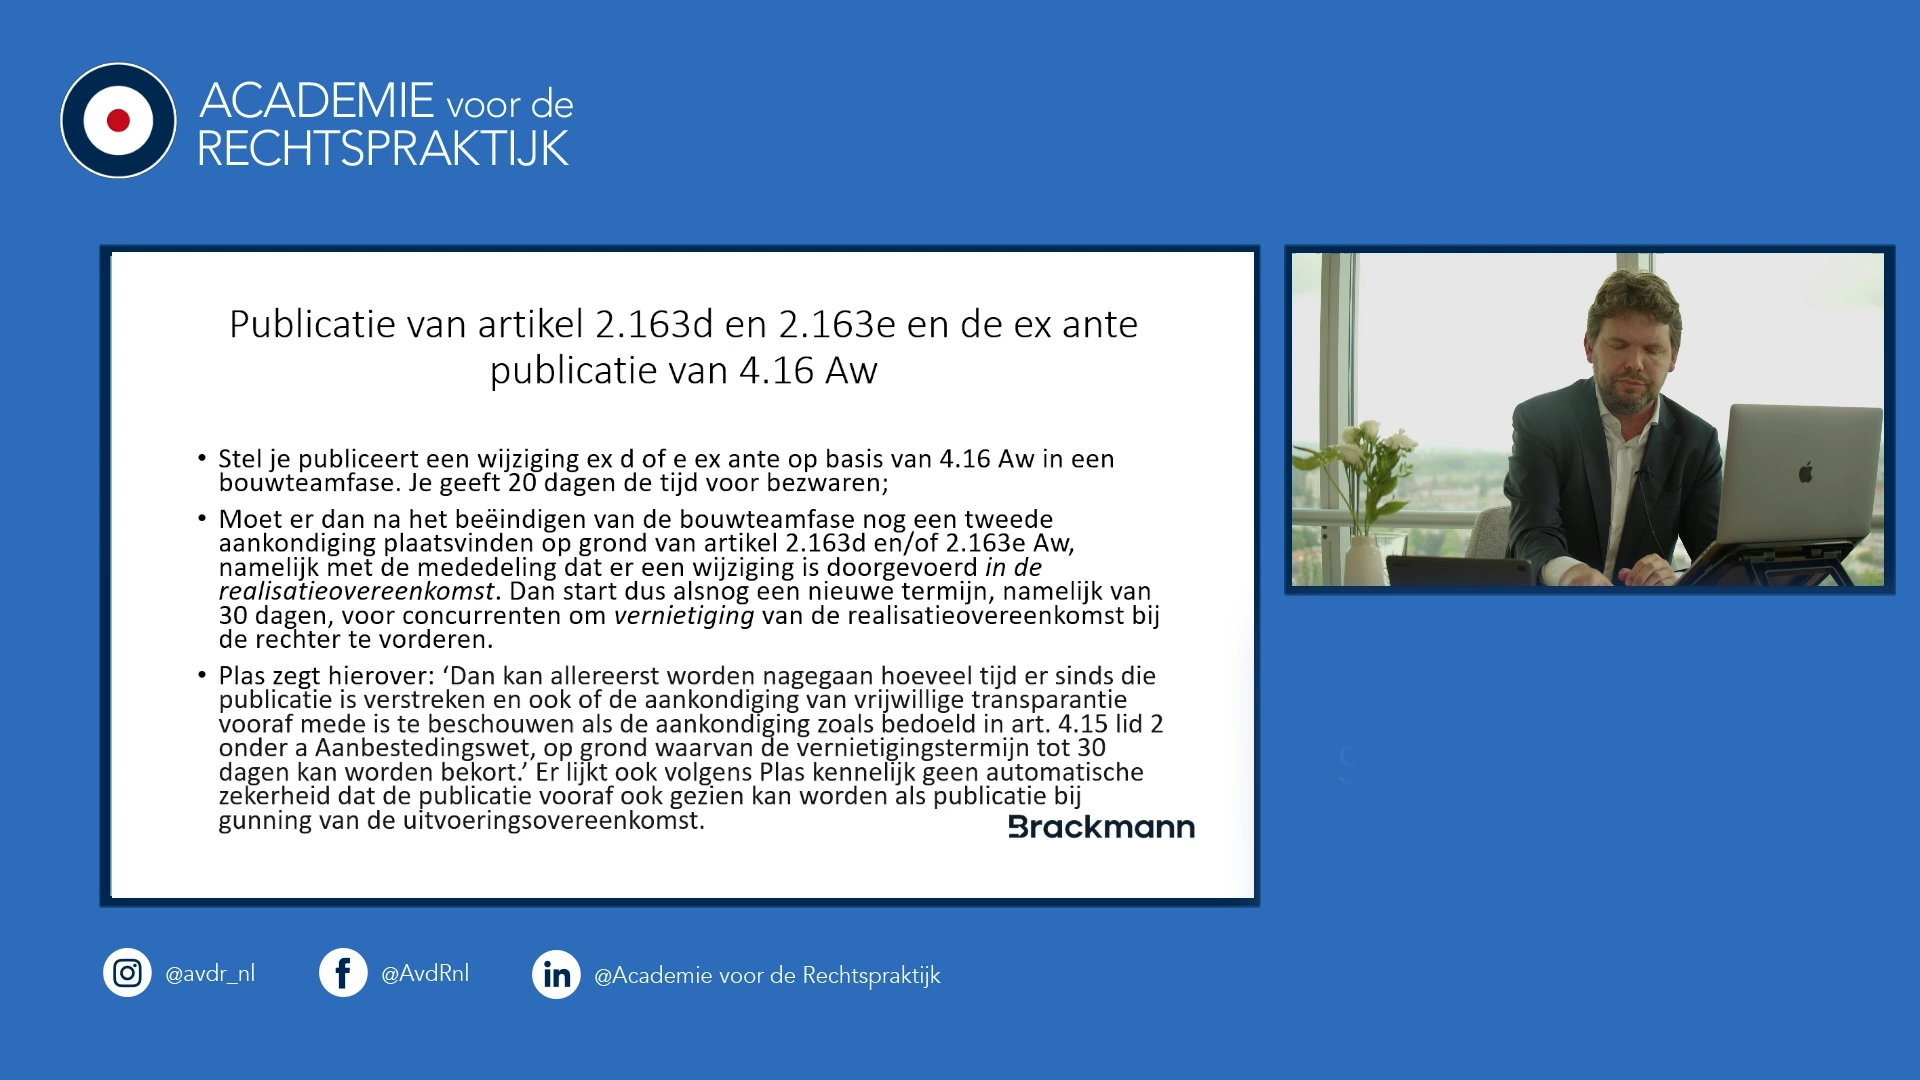 ACADEMIE voor de
RECHTSPRAKTIJK
Publicatie van artikel 2.163d en 2.163e en de ex ante
publicatie van 4.16 Aw
• Stel je publiceert een wijziging ex d of e ex ante op basis van 4.16 Aw in een
bouwteamfase. Je geeft 20 dagen de tijd voor bezwaren;
• Moet er dan na het beëindigen van de bouwteamfase nog een tweede
aankondiging plaatsvinden op grond van artikel 2.163d en/of 2.163e Aw,
namelijk met de mededeling dat er een wijziging is doorgevoerd in de
realisatieovereenkomst. Dan start dus alsnog een nieuwe termijn, namelijk van
30 dagen, voor concurrenten om vernietiging van de realisatieovereenkomst bij
de rechter te vorderen.
• Plas zegt hierover: ‘Dan kan allereerst worden nagegaan hoeveel tijd er sinds die
publicatie is verstreken en ook of de aankondiging van vrijwillige transparantie
vooraf mede is te beschouwen als de aankondiging zoals bedoeld in art. 4.15 lid 2
onder a Aanbestedingswet, op grond waarvan de vernietigingstermijn tot 30
dagen kan worden bekort.’ Er lijkt ook volgens Plas kennelijk geen automatische
zekerheid dat de publicatie vooraf ook gezien kan worden als publicatie bij
gunning van de uitvoeringsovereenkomst.
Brackmann
@avdr_nl
@AvdRnl
@Academie voor de Rechtspraktijk